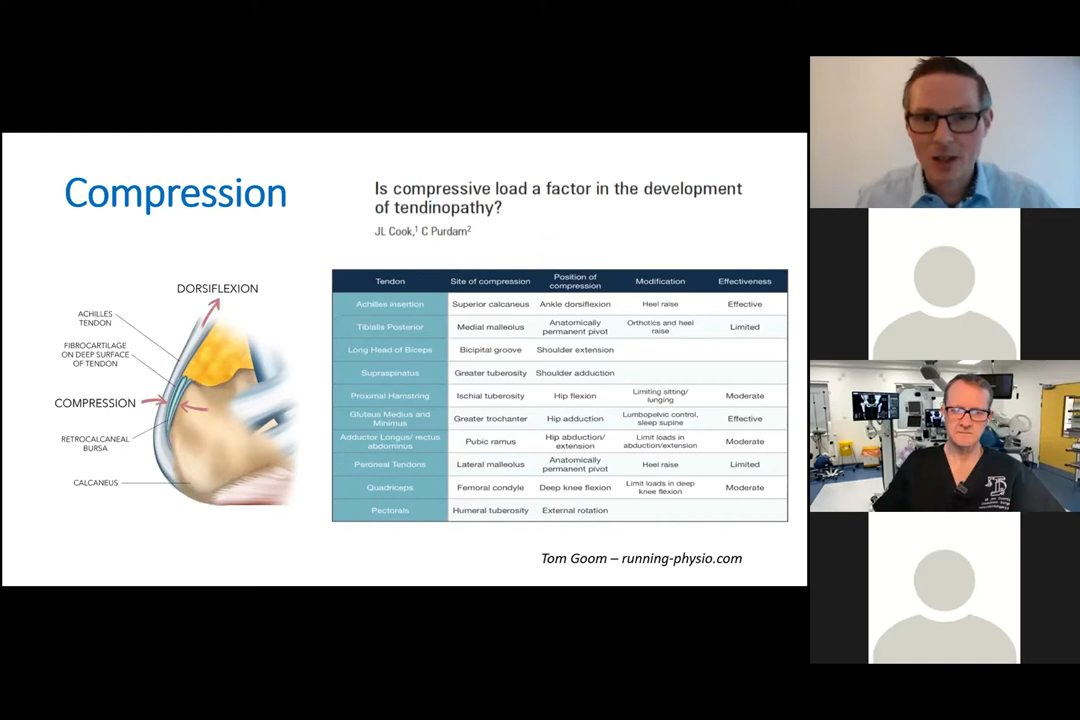 Compression
Is compressive load a factor in the development
of tendinopathy?
JL Cook,¹ C Purdam²
DORSIFLEXION
ACHILLES
TENDON
FIBROCARTILAGE
ON DEEP SURFACE
OF TENDON
COMPRESSION
RETROCALCANEAL
BURSA
CALCANEUS
Tendon Site of compression Position of compression Modification Effectiveness
Achilles insertion Superior calcaneus Ankle dorsiflexion Heel raise Effective
Tibialis Posterior Medial malleolus Anatomically permanent pivot Orthotics and heel raise Limited
Long Head of Biceps Bicipital groove Shoulder extension
Supraspinatus Greater tuberosity Shoulder adduction
Proximal Hamstring Ischial tuberosity Hip flexion Limiting sitting/ lunging Moderate
Gluteus Medius and Minimus Greater trochanter Hip adduction Lumbopelvic control, sleep supine Effective
Adductor Longus/ rectus abdominus Pubic ramus Hip abduction/ extension Limit loads in abduction/extension Moderate
Peroneal Tendons Lateral malleolus Anatomically permanent pivot Heel raise Limited
Quadriceps Femoral condyle Deep knee flexion Limit loads in deep knee flexion Moderate
Pectorals Humeral tuberosity External rotation
Tom Goom – running-physio.com